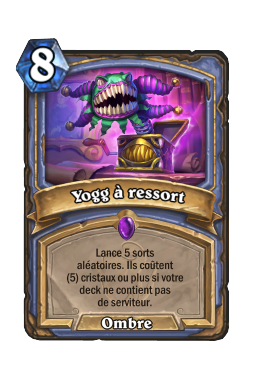 8
Yogg à ressort
Lance 5 sorts
aléatoires. Ils coûtent
(5) cristaux ou plus si votre
deck ne contient pas
de serviteur.
Ombre